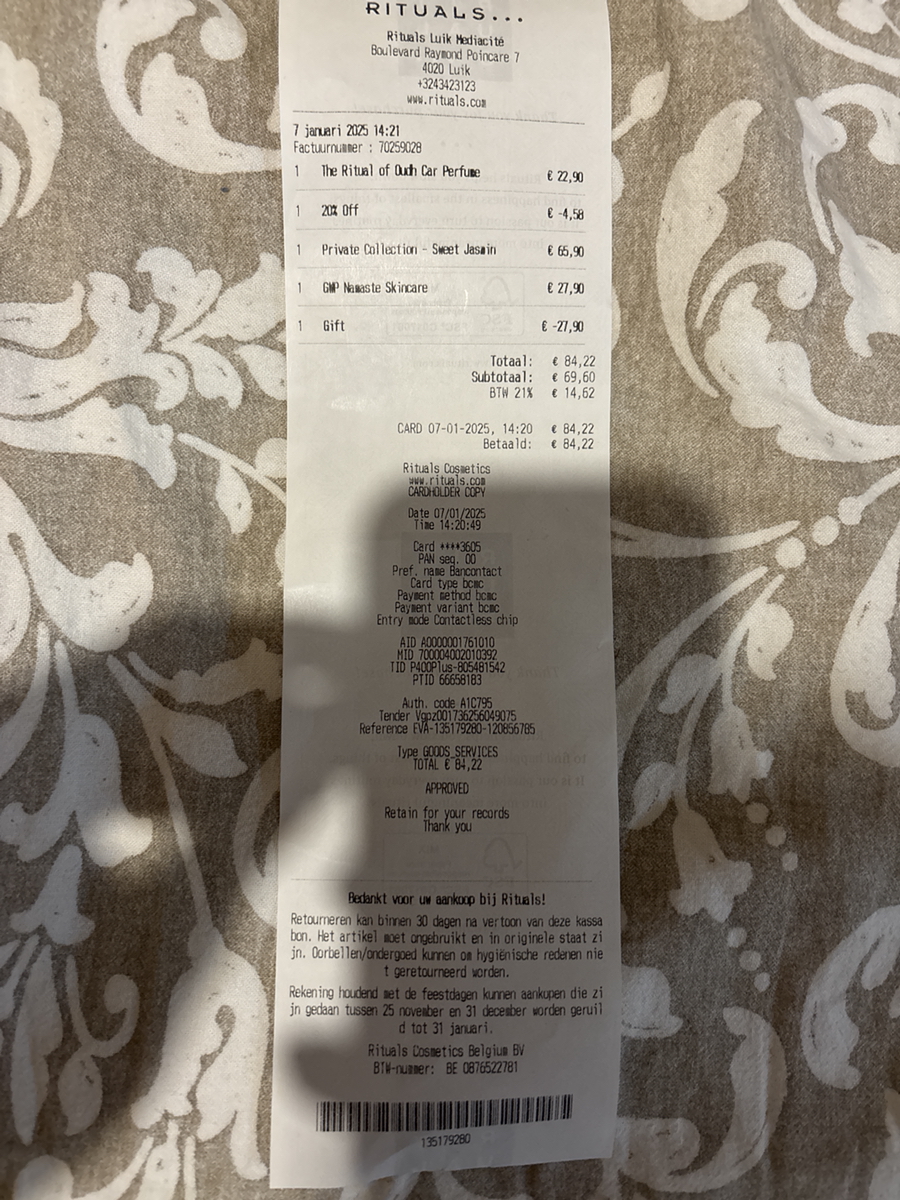 RITUALS...
Rituals Luik Mediacité
Boulevard Raymond Poincare 7
4020 Luik
+3243423123
www.rituals.com
7 januari 2025 14:21
Factuurnummer : 70259028
1 The Ritual of Oudh Car Perfume € 22,90
1 20% Off € -4,58
1 Private Collection - Sweet Jasmin € 65,90
1 GWP Namaste Skincare € 27,90
1 Gift € -27,90
Totaal: € 84,22
Subtotaal: € 69,60
BTW 21% € 14,62
CARD 07-01-2025, 14:20 € 84,22
Betaald: € 84,22
Rituals Cosmetics
www.rituals.com
CARDHOLDER COPY
Date 07/01/2025
Time 14:20:49
Card ****3605
PAN seq. 00
Pref. name Bancontact
Card type bcmc
Payment method bcmc
Payment variant bcmc
Entry mode Contactless chip
AID A0000001761010
MID 700004002010392
TID P400Plus-805481542
PTID 66658183
Auth. code A1C795
Tender Vgpz001736256049075
Reference EVA-135179280-120856785
Type GOODS_SERVICES
TOTAL € 84,22
APPROVED
Retain for your records
Thank you
Bedankt voor uw aankoop bij Rituals!
Retourneren kan binnen 30 dagen na vertoon van deze kassa
bon. Het artikel moet ongebruikt en in originele staat zi
jn. Oorbellen/ondergoed kunnen om hygiënische redenen nie
t geretourneerd worden.
Rekening houdend met de feestdagen kunnen aankopen die zi
jn gedaan tussen 25 november en 31 december worden geruil
d tot 31 januari.
Rituals Cosmetics Belgium BV
BTW-nummer: BE 0876522781
135179280